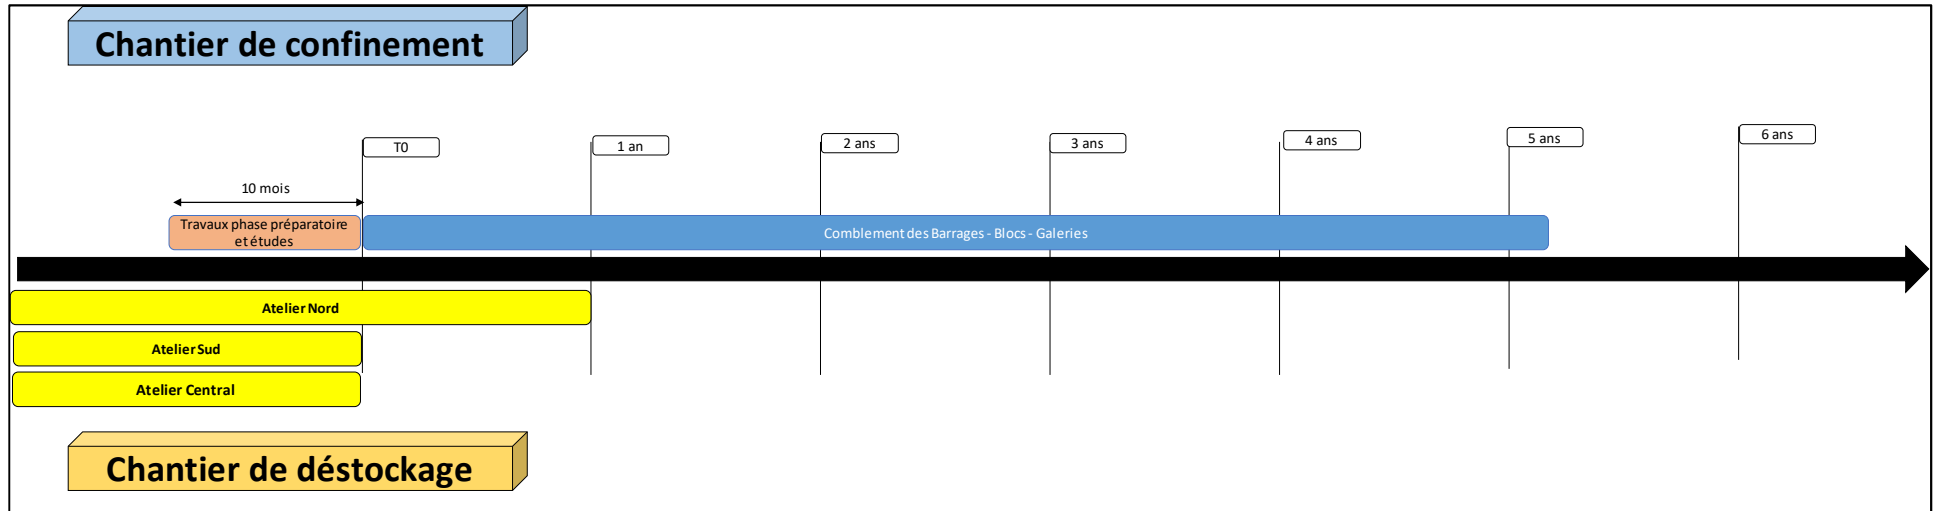 Chantier de confinement
T0
1 an
2 ans
3 ans
4 ans
5 ans
6 ans
10 mois
Travaux phase préparatoire
et études
Comblement des Barrages - Blocs - Galeries
Atelier Nord
Atelier Sud
Atelier Central
Chantier de déstockage